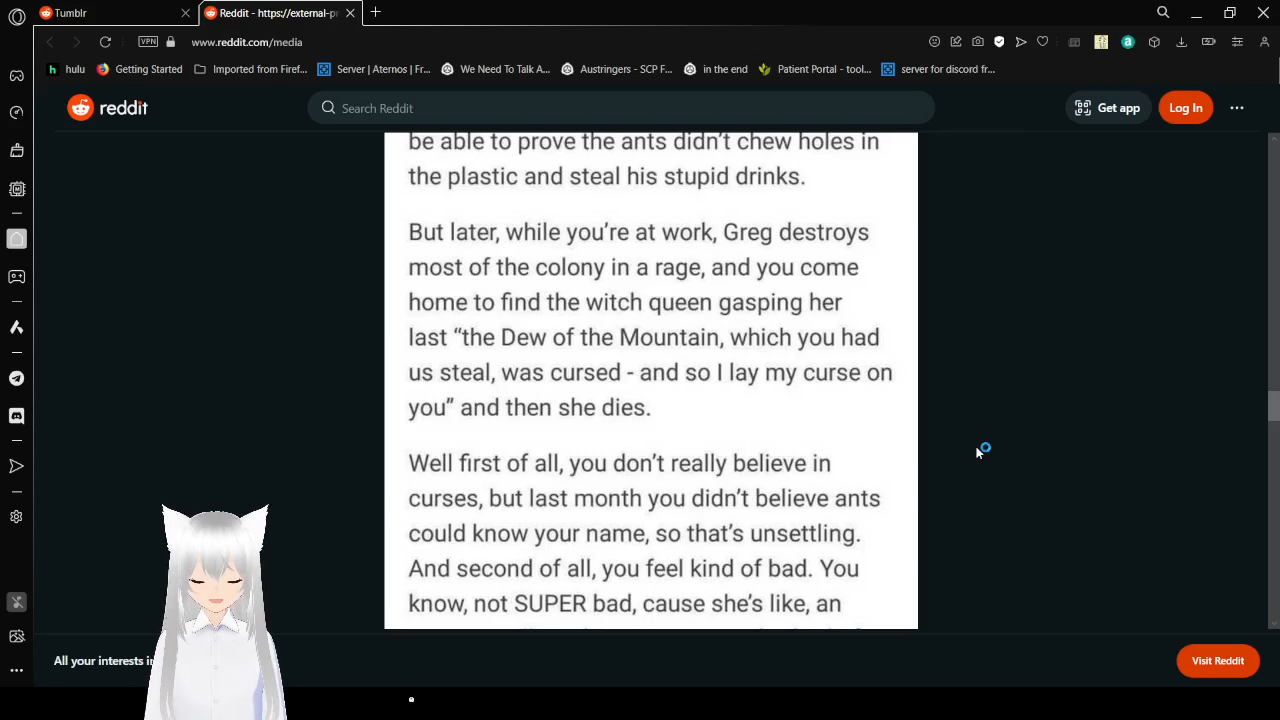 Tumblr
Reddit - https://external-pr
www.reddit.com/media
VPN
hulu
Getting Started
Imported from Firef...
Server | Aternos | Fr...
We Need To Talk A...
Austringers - SCP F...
in the end
Patient Portal - tool...
server for discord fr...
reddit
Search Reddit
Get app
Log In
be able to prove the ants didn’t chew holes in
the plastic and steal his stupid drinks.
But later, while you’re at work, Greg destroys
most of the colony in a rage, and you come
home to find the witch queen gasping her
last “the Dew of the Mountain, which you had
us steal, was cursed - and so I lay my curse on
you” and then she dies.
Well first of all, you don’t really believe in
curses, but last month you didn’t believe ants
could know your name, so that’s unsettling.
And second of all, you feel kind of bad. You
know, not SUPER bad, cause she’s like, an
All your interests in
Visit Reddit